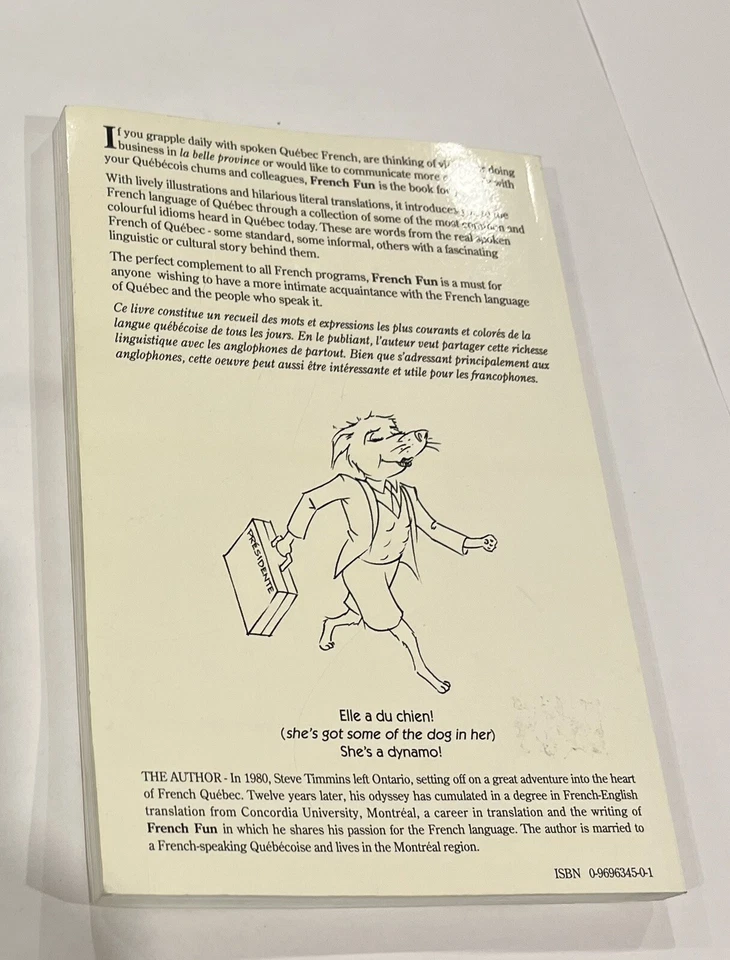 If you grapple daily with spoken Québec French, are thinking of doing
business in la belle province or would like to communicate more with
your Québécois chums and colleagues, French Fun is the book
With lively illustrations and hilarious literal translations, it introduces
French language of Québec through a collection of some of the most common and
colourful idioms heard in Québec today. These are words from the real spoken
French of Québec - some standard, some informal, others with a fascinating
linguistic or cultural story behind them.
The perfect complement to all French programs, French Fun is a must for
anyone wishing to have a more intimate acquaintance with the French language
of Québec and the people who speak it.
Ce livre constitue un recueil des mots et expressions les plus courants et colorés de la
langue québécoise de tous les jours. En le publiant, l'auteur veut partager cette richesse
linguistique avec les anglophones de partout. Bien que s'adressant principalement aux
anglophones, cette oeuvre peut aussi être intéressante et utile pour les francophones.
PRÉSIDENTE
Elle a du chien!
(she's got some of the dog in her)
She's a dynamo!
THE AUTHOR - In 1980, Steve Timmins left Ontario, setting off on a great adventure into the heart
of French Québec. Twelve years later, his odyssey has cumulated in a degree in French-English
translation from Concordia University, Montréal, a career in translation and the writing of
French Fun in which he shares his passion for the French language. The author is married to
a French-speaking Québécoise and lives in the Montréal region.
ISBN 0-9696345-0-1